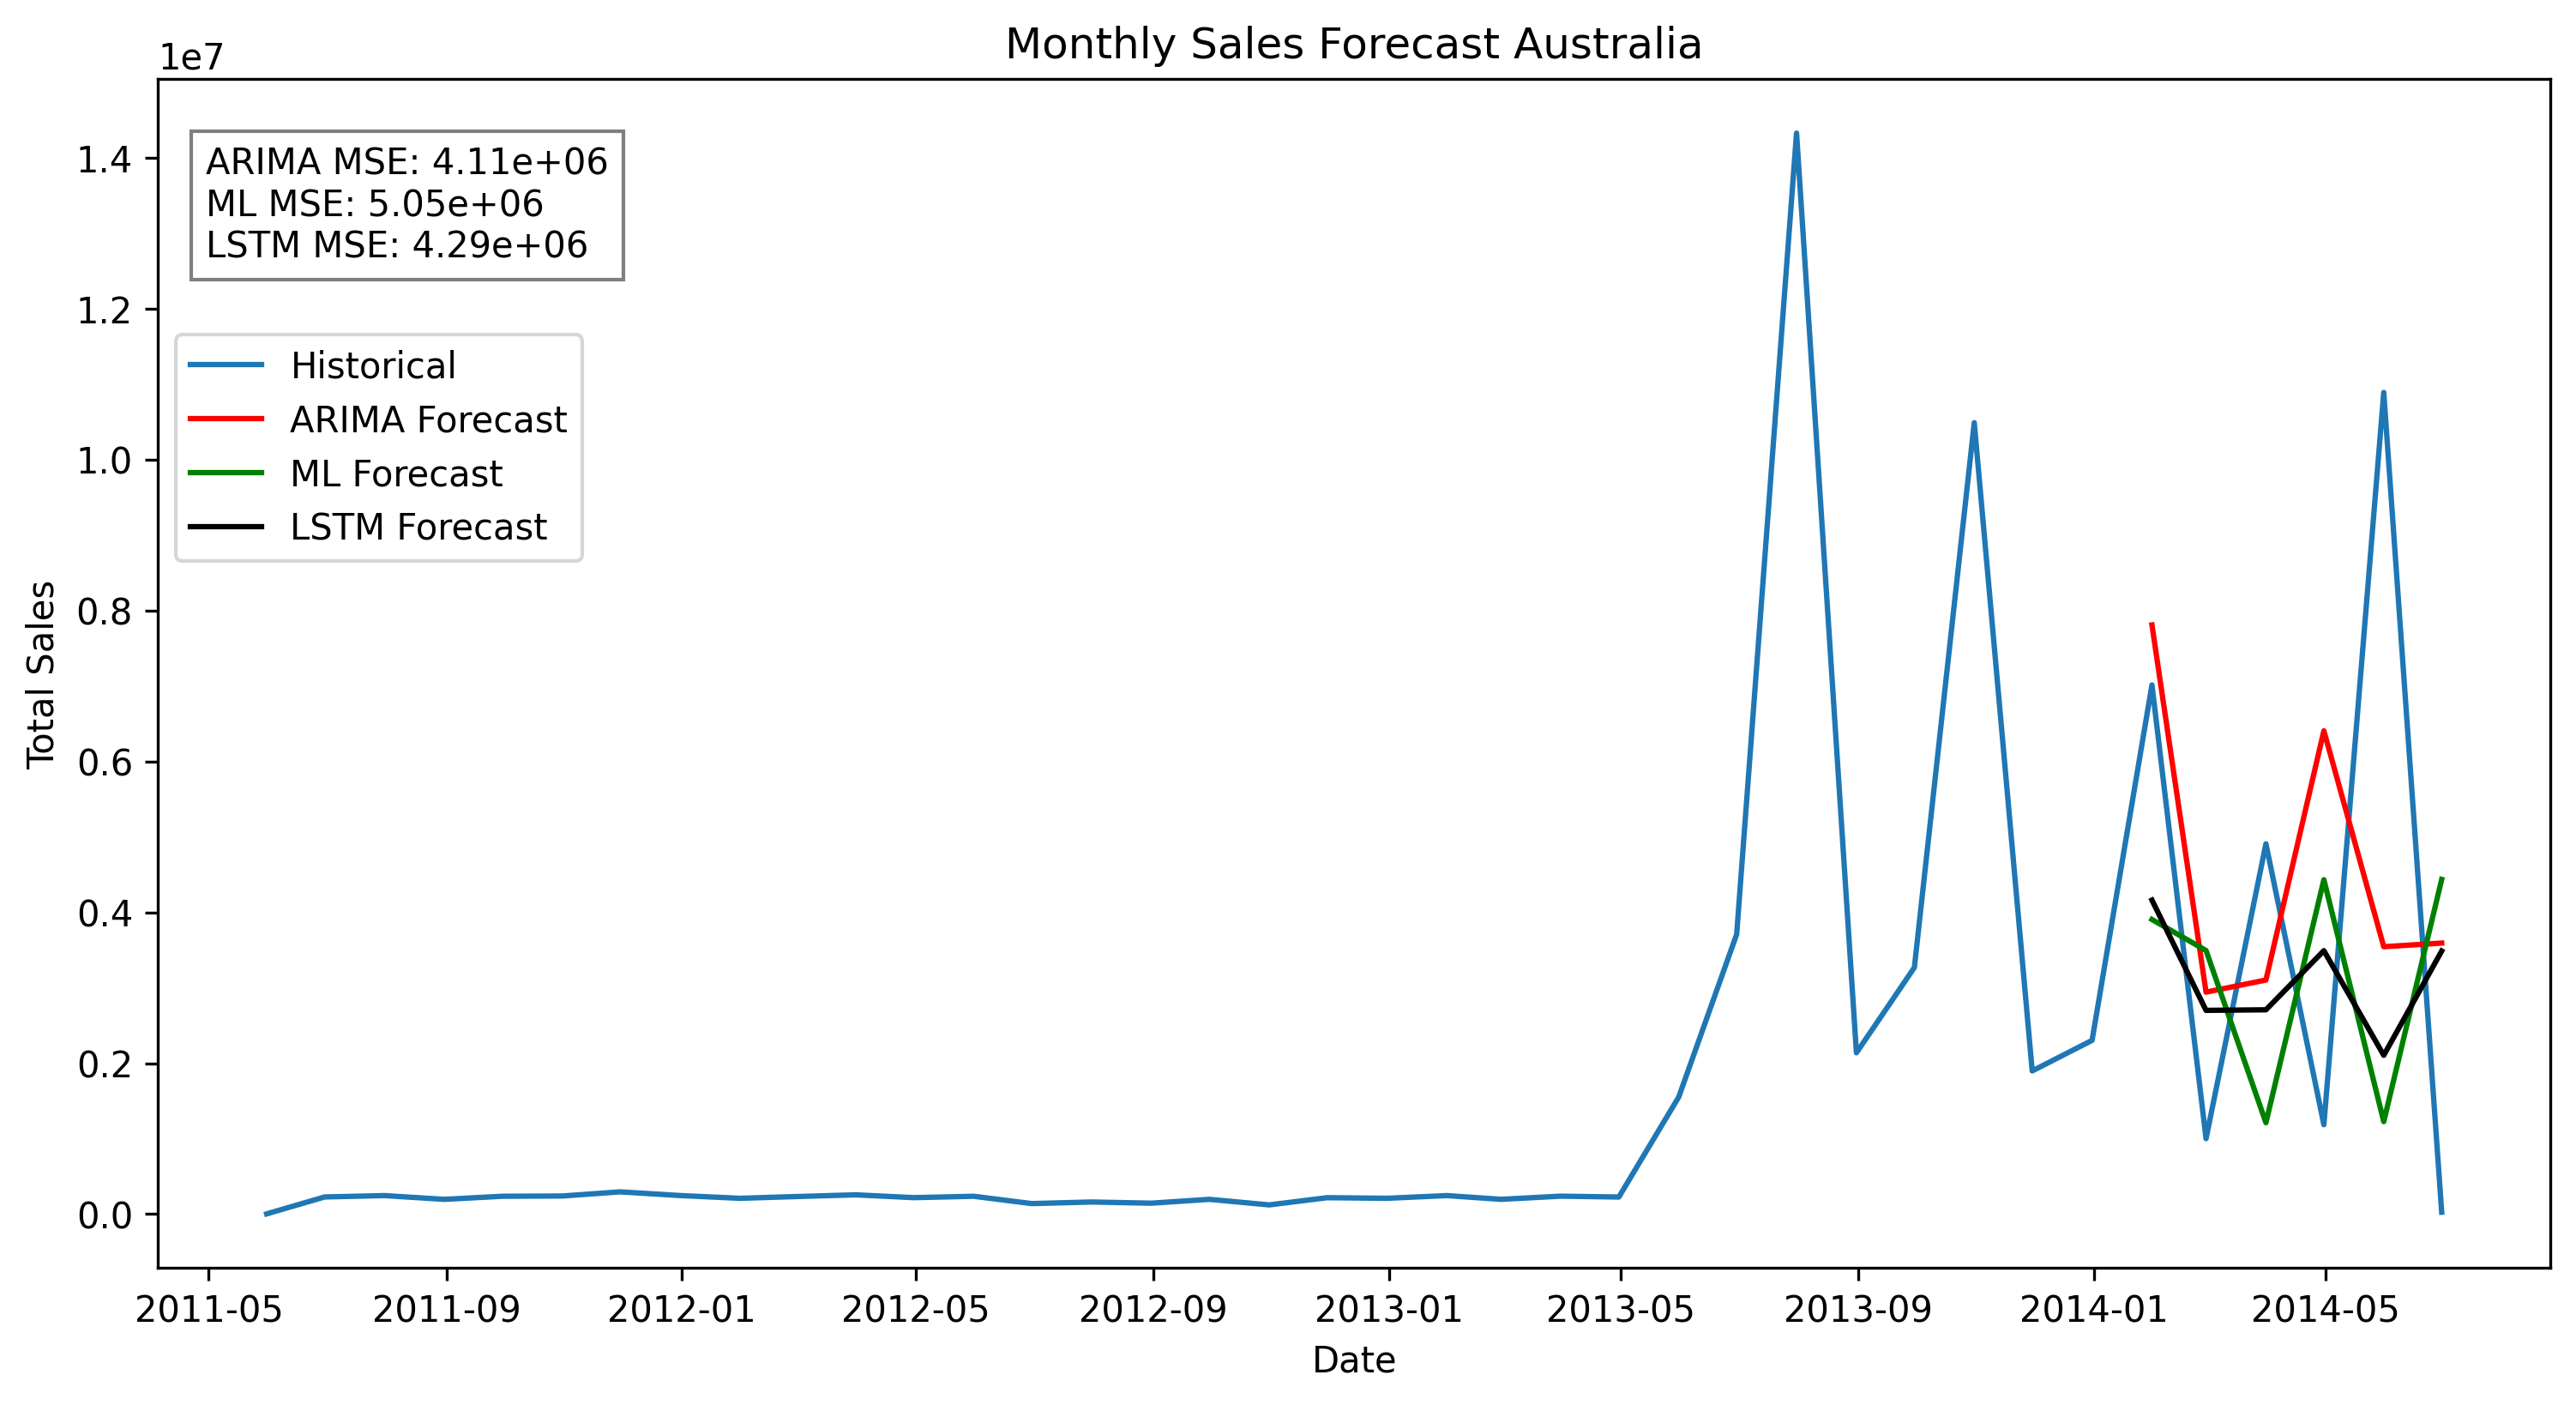 Monthly Sales Forecast Australia
1e7
ARIMA MSE: 4.11e+06
ML MSE: 5.05e+06
LSTM MSE: 4.29e+06
Historical
ARIMA Forecast
ML Forecast
LSTM Forecast
Total Sales
1.4
1.2
1.0
0.8
0.6
0.4
0.2
0.0
2011-05 2011-09 2012-01 2012-05 2012-09 2013-01 2013-05 2013-09 2014-01 2014-05
Date